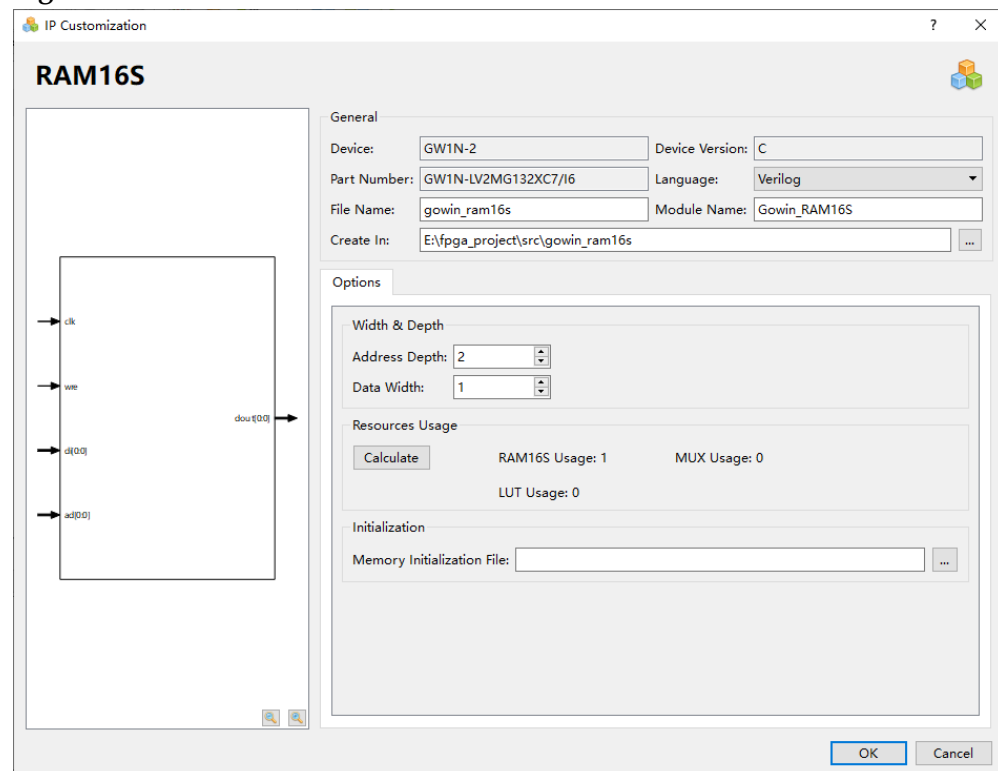 IP Customization
RAM16S
General
Device: GW1N-2 Device Version: C
Part Number: GW1N-LV2MG132XC7/I6 Language: Verilog
File Name: gowin_ram16s Module Name: Gowin_RAM16S
Create In: E:\fpga_project\src\gowin_ram16s ...
Options
Width & Depth
Address Depth: 2
Data Width: 1
Resources Usage
Calculate RAM16S Usage: 1 MUX Usage: 0
LUT Usage: 0
Initialization
Memory Initialization File: ...
clk
wre
dout[0:0]
di[0:0]
ad[0:0]
OK Cancel